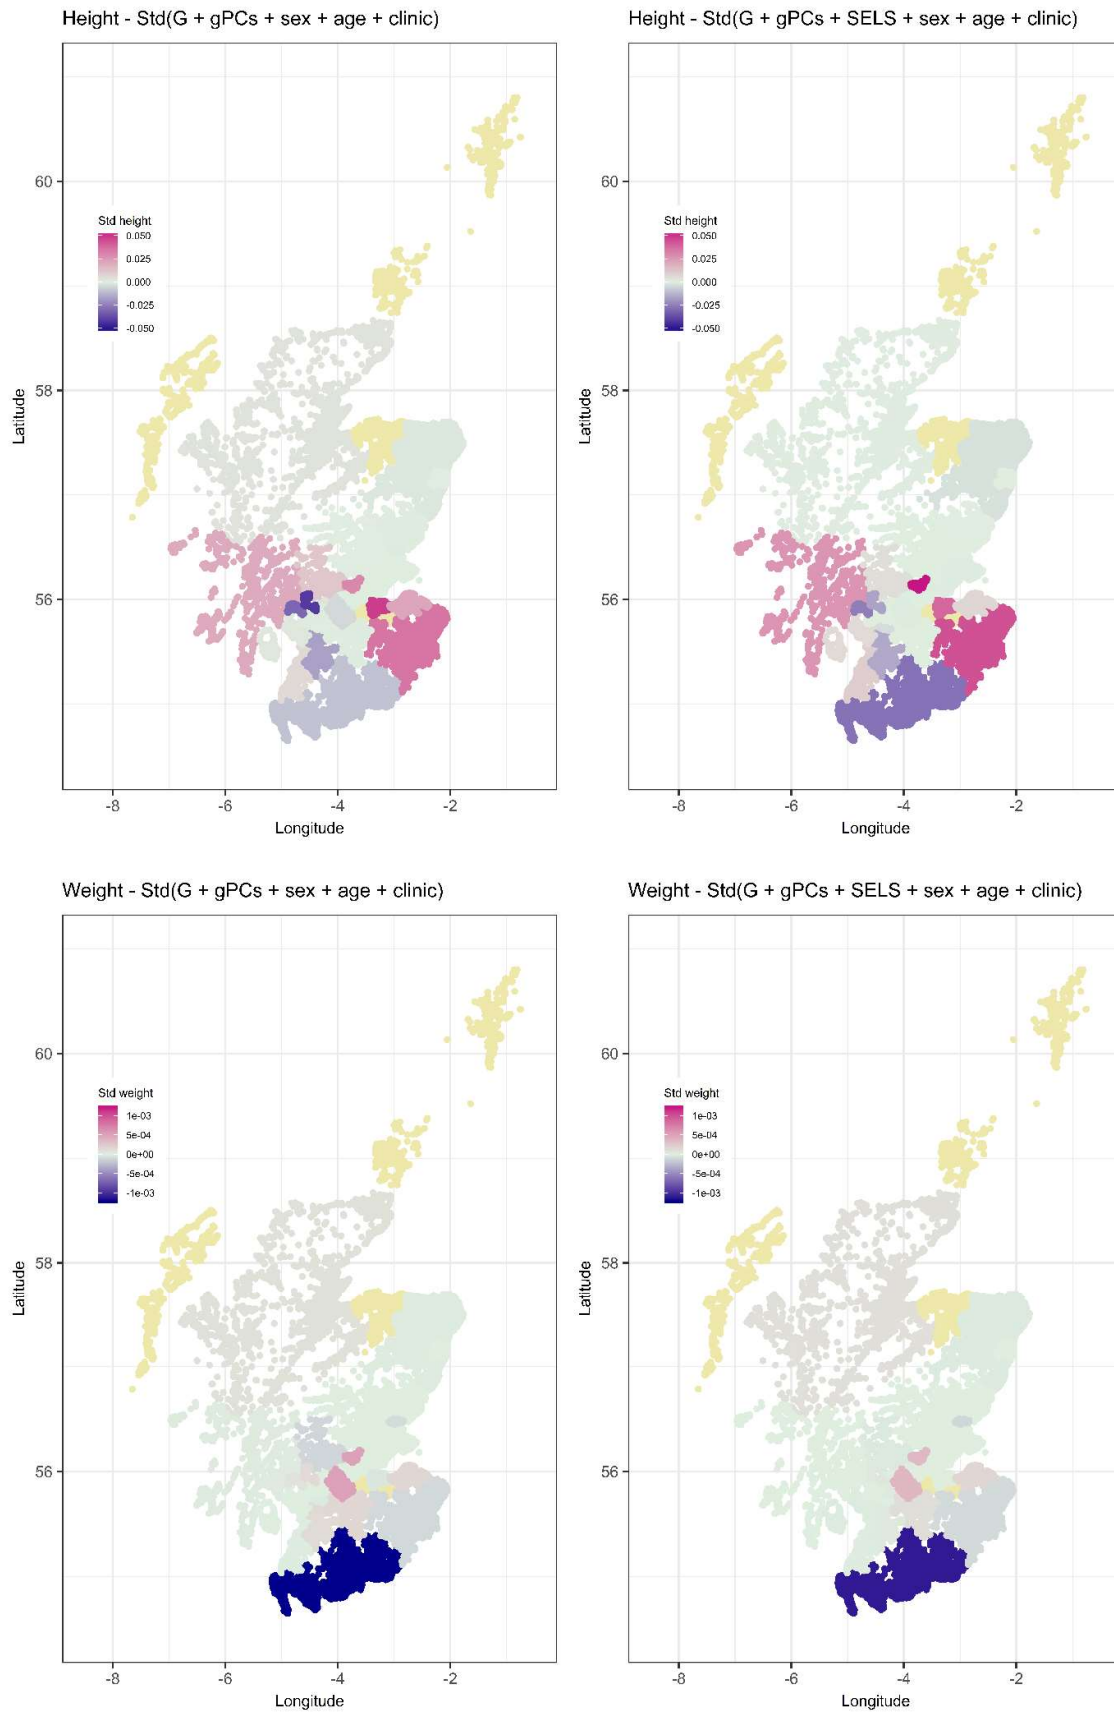 Height - Std(G + gPCs + sex + age + clinic)
Latitude
60
58
56
Std height
0.050
0.025
0.000
-0.025
-0.050
-8
-6
-4
-2
Longitude
Height - Std(G + gPCs + SELS + sex + age + clinic)
Latitude
60
58
56
Std height
0.050
0.025
0.000
-0.025
-0.050
-8
-6
-4
-2
Longitude
Weight - Std(G + gPCs + sex + age + clinic)
Latitude
60
58
56
Std weight
1e-03
5e-04
0e+00
-5e-04
-1e-03
-8
-6
-4
-2
Longitude
Weight - Std(G + gPCs + SELS + sex + age + clinic)
Latitude
60
58
56
Std weight
1e-03
5e-04
0e+00
-5e-04
-1e-03
-8
-6
-4
-2
Longitude